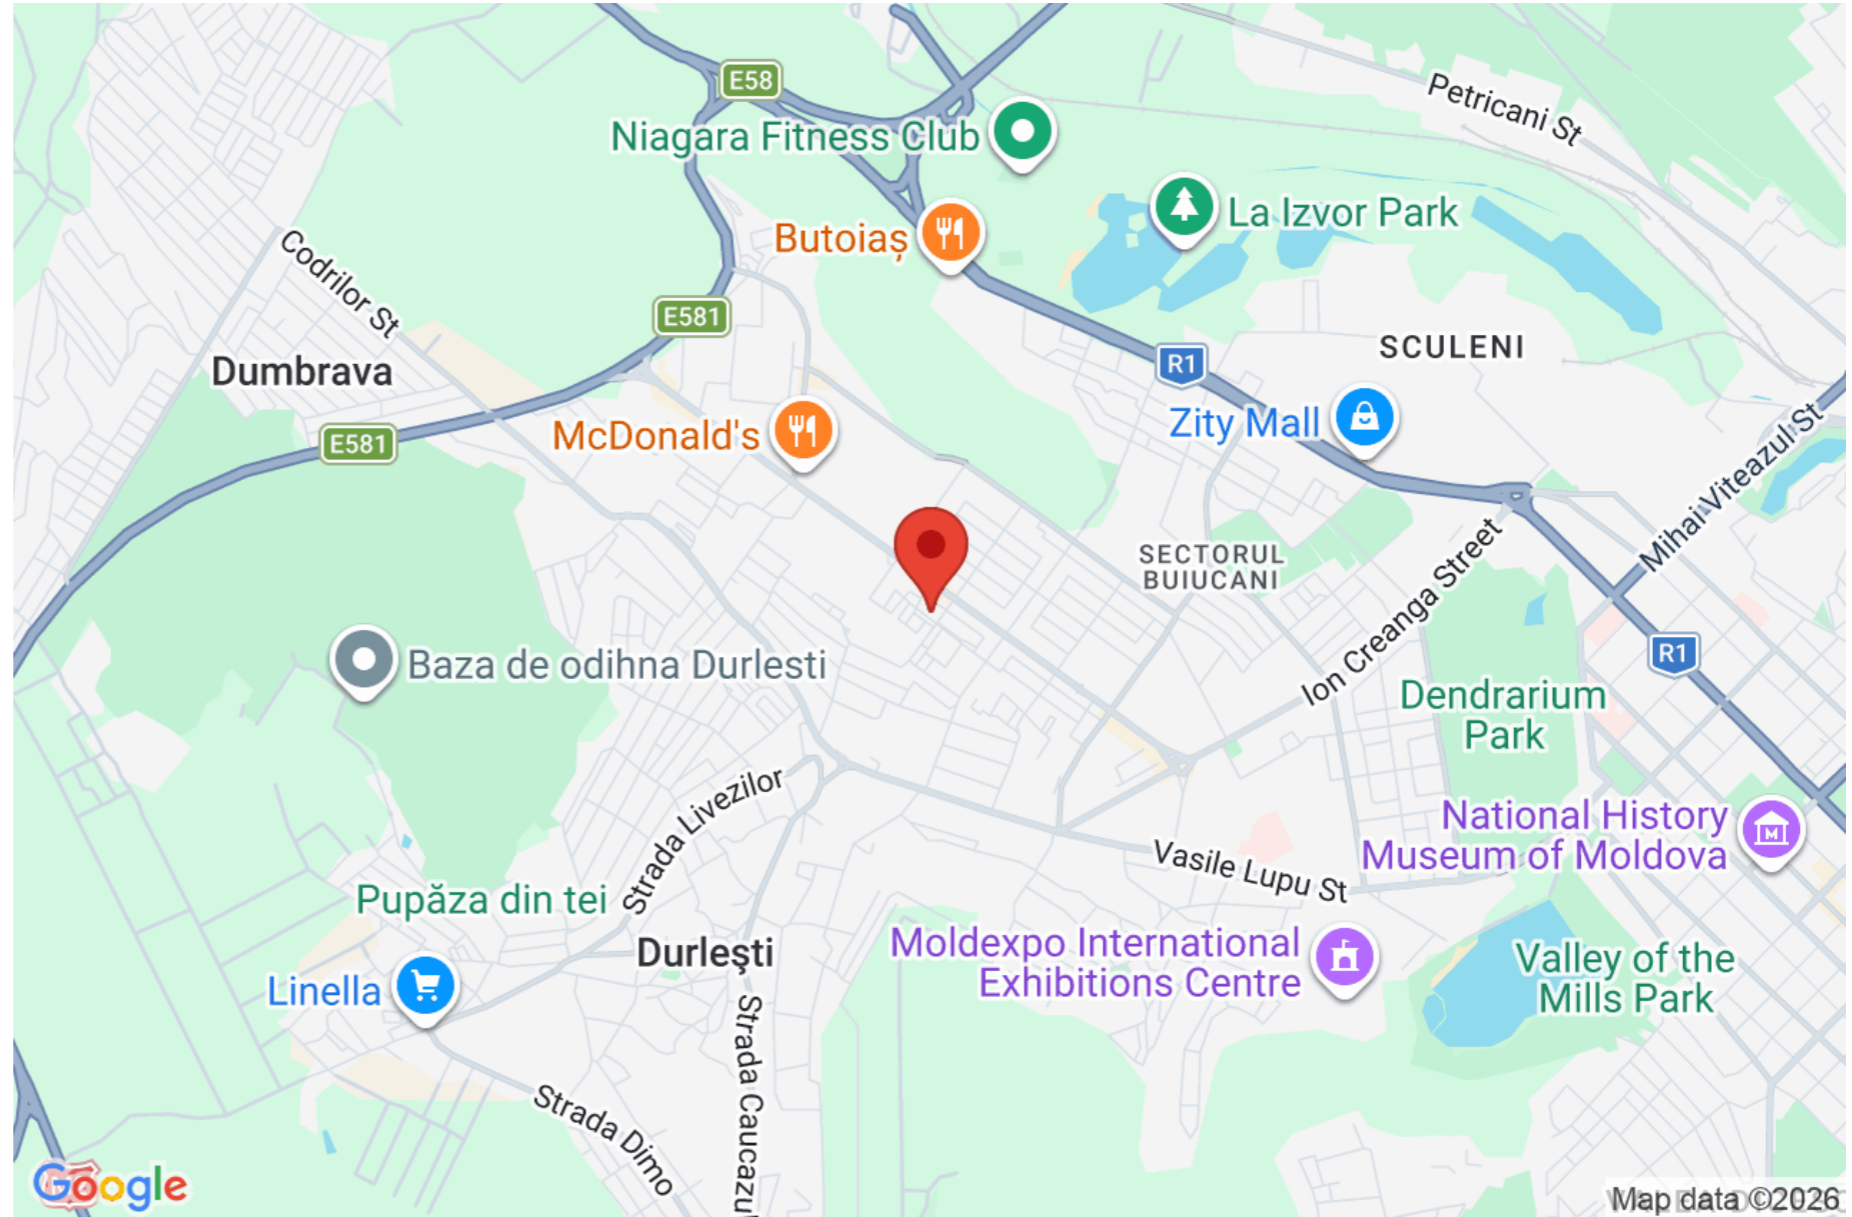 E58
Niagara Fitness Club
Petricani St
Butoiaș
La Izvor Park
Codrilor St
E581
SCULENI
R1
Dumbrava
Zity Mall
McDonald's
E581
Mihai Viteazul St
SECTORUL
BUIUCANI
Ion Creanga Street
Baza de odihna Durlesti
R1
Dendrarium
Park
Strada Livezilor
National History
Museum of Moldova
Vasile Lupu St
Pupăza din tei
Durleşti
Moldexpo International
Exhibitions Centre
Valley of the
Mills Park
Linella
Strada Caucazul
Strada Dimo
Google
Map data ©2026